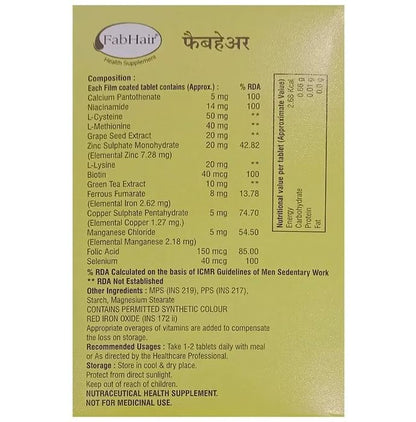 FabHair®
Health Supplement
फैबहेअर
Composition :
Each Film coated tablet contains (Approx.) : % RDA
Calcium Pantothenate 5 mg 100
Niacinamide 14 mg 100
L-Cysteine 50 mg **
L-Methionine 40 mg **
Grape Seed Extract 20 mg **
Zinc Sulphate Monohydrate 20 mg 42.82
(Elemental Zinc 7.28 mg)
L-Lysine 20 mg **
Biotin 40 mcg 100
Green Tea Extract 10 mg **
Ferrous Fumarate 8 mg 13.78
(Elemental Iron 2.62 mg)
Copper Sulphate Pentahydrate 5 mg 74.70
(Elemental Copper 1.27 mg.)
Manganese Chloride 5 mg 54.50
(Elemental Manganese 2.18 mg)
Folic Acid 150 mcg 85.00
Selenium 40 mcg 100
% RDA Calculated on the basis of ICMR Guidelines of Men Sedentary Work
** RDA Not Established
Other Ingredients : MPS (INS 219), PPS (INS 217),
Starch, Magnesium Stearate
CONTAINS PERMITTED SYNTHETIC COLOUR
RED IRON OXIDE (INS 172 ii)
Appropriate overages of vitamins are added to compensate
the loss on storage.
Recommended Usages : Take 1-2 tablets daily with meal
or As directed by the Healthcare Professional.
Storage : Store in cool & dry place.
Protect from direct sunlight.
Keep out of reach of children.
NUTRACEUTICAL HEALTH SUPPLEMENT.
NOT FOR MEDICINAL USE.
Nutritional value per tablet (Approximate Value)
Energy 2.68 Kcal.
Carbohydrate 0.66 g
Protein 0.01 g
Fat 0.0 g